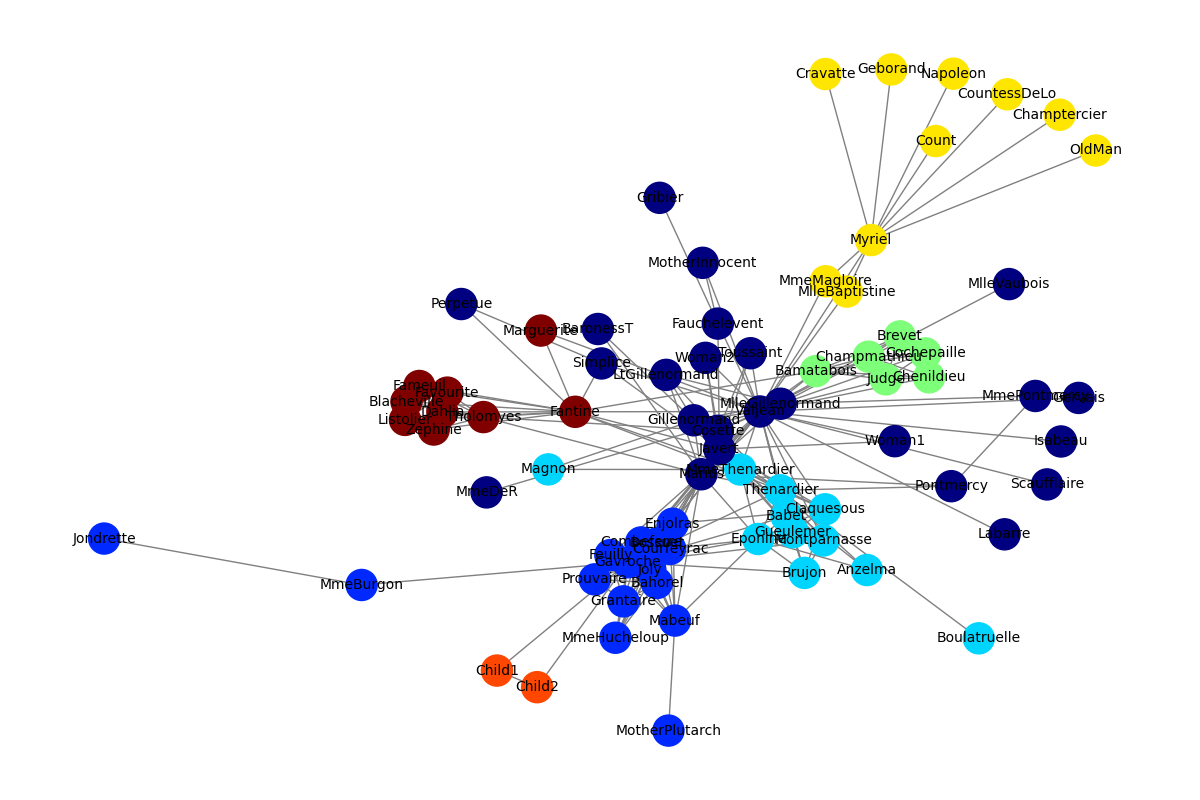 Cravatte
Geborand
Napoleon
CountessDeLo
Champtercier
Count
OldMan
Gribier
Myriel
MotherInnocent
MmeMagloire
MlleBaptistine
MlleVaubois
Perpetue
Marguerite
BaronessT
Fauchelevent
Brevet
Simplice
Woman2
Toussaint
Champmathieu
Cochepaille
LtGillenormand
Bamatabois
Judge
Chenildieu
Fameuil
Favourite
Blacheville
Dahlia
Listolier
Zephine
Tholomyes
Fantine
Gillenormand
MlleGillenormand
Valjean
MmePontmercy
Gervais
Cosette
Javert
Woman1
Isabeau
Magnon
Marius
MmeThenardier
Thenardier
MmeDeR
Pontmercy
Scaufflaire
Babet
Claquesous
Enjolras
Gueulemer
Labarre
Jondrette
Combeferre
Bossuet
Courfeyrac
Eponine
Montparnasse
Feuilly
Gavroche
Joly
Prouvaire
Bahorel
Brujon
Anzelma
MmeBurgon
Grantaire
Mabeuf
MmeHucheloup
Boulatruelle
Child1
Child2
MotherPlutarch